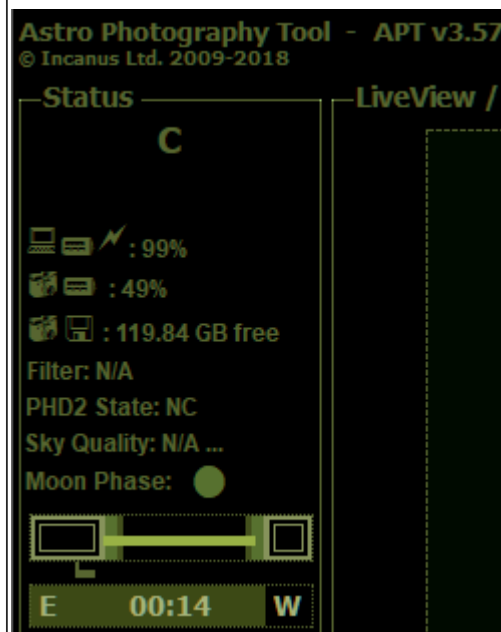 Astro Photography Tool - APT v3.57
© Incanus Ltd. 2009-2018
Status
LiveView /
C
: 99%
: 49%
: 119.84 GB free
Filter: N/A
PHD2 State: NC
Sky Quality: N/A ...
Moon Phase:
E 00:14 W